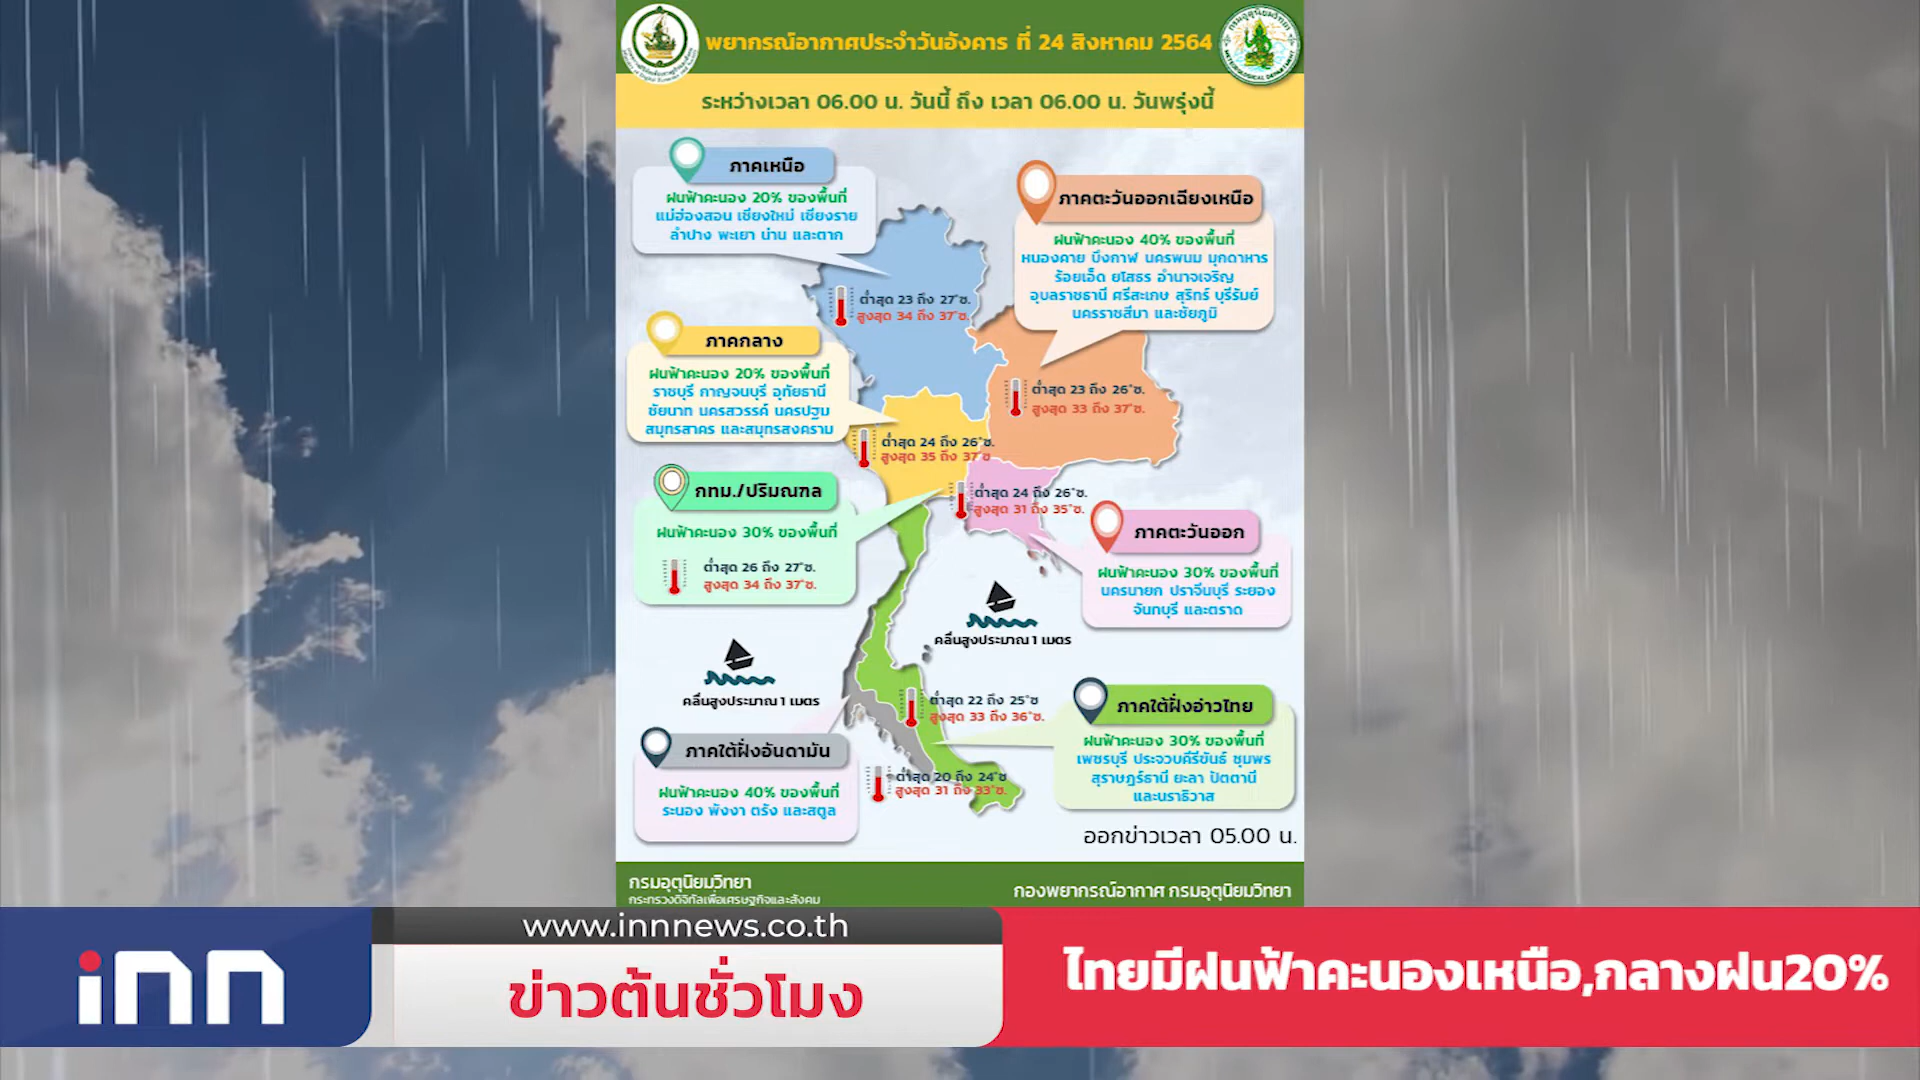 พยากรณ์อากาศประจำวันอังคาร ที่ 24 สิงหาคม 2564
ระหว่างเวลา 06.00 น. วันนี้ ถึง เวลา 06.00 น. วันพรุ่งนี้
ภาคเหนือ
ฝนฟ้าคะนอง 20% ของพื้นที่
แม่ฮ่องสอน เชียงใหม่ เชียงราย
ลำปาง พะเยา น่าน และตาก
ต่ำสุด 23 ถึง 27°ซ.
สูงสุด 34 ถึง 37°ซ.
ภาคตะวันออกเฉียงเหนือ
ฝนฟ้าคะนอง 40% ของพื้นที่
หนองคาย บึงกาฬ นครพนม มุกดาหาร
ร้อยเอ็ด ยโสธร อำนาจเจริญ
อุบลราชธานี ศรีสะเกษ สุรินทร์ บุรีรัมย์
นครราชสีมา และชัยภูมิ
ต่ำสุด 23 ถึง 26°ซ.
สูงสุด 33 ถึง 37°ซ.
ภาคกลาง
ฝนฟ้าคะนอง 20% ของพื้นที่
ราชบุรี กาญจนบุรี อุทัยธานี
ชัยนาท นครสวรรค์ นครปฐม
สมุทรสาคร และสมุทรสงคราม
ต่ำสุด 24 ถึง 26°ซ.
สูงสุด 35 ถึง 37°ซ
กทม./ปริมณฑล
ฝนฟ้าคะนอง 30% ของพื้นที่
ต่ำสุด 26 ถึง 27°ซ.
สูงสุด 34 ถึง 37°ซ.
ต่ำสุด 24 ถึง 26°ซ.
สูงสุด 31 ถึง 35°ซ.
ภาคตะวันออก
ฝนฟ้าคะนอง 30% ของพื้นที่
นครนายก ปราจีนบุรี ระยอง
จันทบุรี และตราด
คลื่นสูงประมาณ 1 เมตร
คลื่นสูงประมาณ 1 เมตร
ต่ำสุด 22 ถึง 25°ซ
สูงสุด 33 ถึง 36°ซ.
ภาคใต้ฝั่งอ่าวไทย
ฝนฟ้าคะนอง 30% ของพื้นที่
เพชรบุรี ประจวบคีรีขันธ์ ชุมพร
สุราษฎร์ธานี ยะลา ปัตตานี
และนราธิวาส
ภาคใต้ฝั่งอันดามัน
ฝนฟ้าคะนอง 40% ของพื้นที่
ระนอง พังงา ตรัง และสตูล
ต่ำสุด 20 ถึง 24°ซ
สูงสุด 31 ถึง 33°ซ.
ออกข่าวเวลา 05.00 น.
กรมอุตุนิยมวิทยา
กระทรวงดิจิทัลเพื่อเศรษฐกิจและสังคม
กองพยากรณ์อากาศ กรมอุตุนิยมวิทยา
inn
www.innnews.co.th
ข่าวต้นชั่วโมง
ไทยมีฝนฟ้าคะนองเหนือ,กลางฝน20%